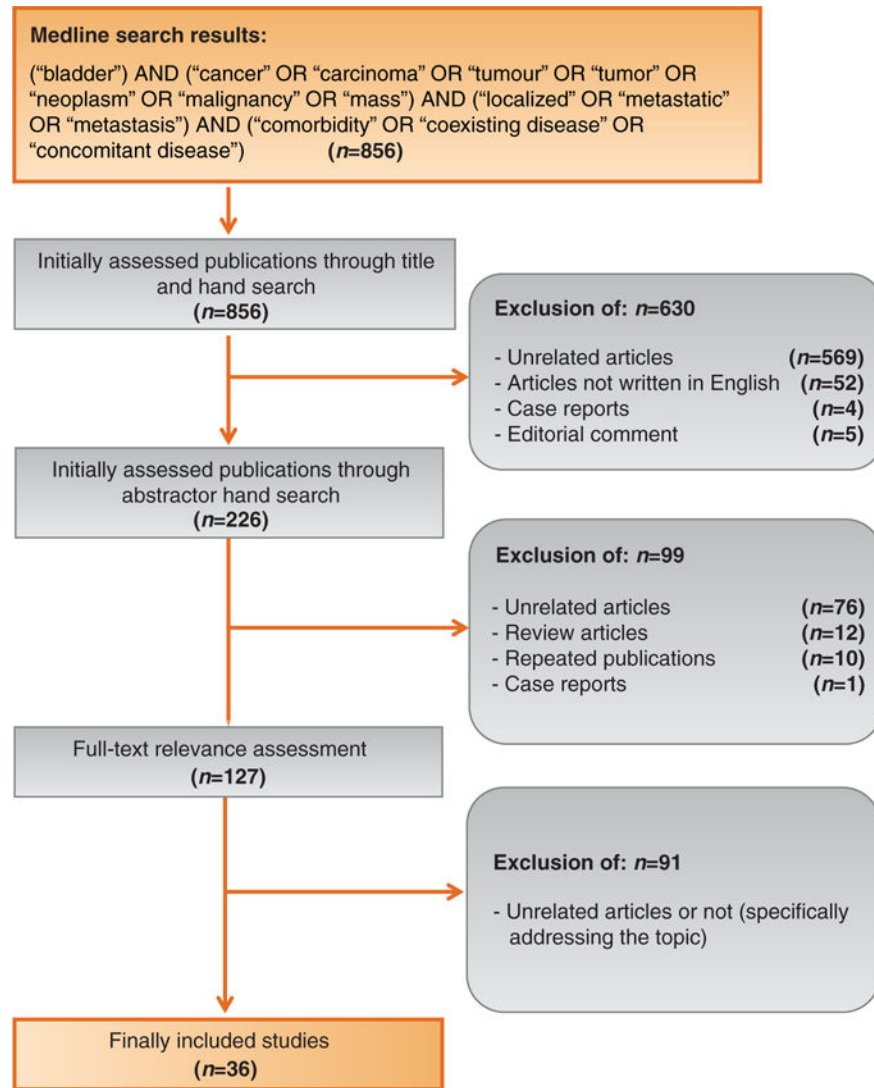 Medline search results:
(“bladder”) AND (“cancer” OR “carcinoma” OR “tumour” OR “tumor” OR
“neoplasm” OR “malignancy” OR “mass”) AND (“localized” OR “metastatic”
OR “metastasis”) AND (“comorbidity” OR “coexisting disease” OR
“concomitant disease”) (n=856)
Initially assessed publications through title
and hand search
(n=856)
Exclusion of: n=630
- Unrelated articles (n=569)
- Articles not written in English (n=52)
- Case reports (n=4)
- Editorial comment (n=5)
Initially assessed publications through
abstractor hand search
(n=226)
Exclusion of: n=99
- Unrelated articles (n=76)
- Review articles (n=12)
- Repeated publications (n=10)
- Case reports (n=1)
Full-text relevance assessment
(n=127)
Exclusion of: n=91
- Unrelated articles or not (specifically
addressing the topic)
Finally included studies
(n=36)